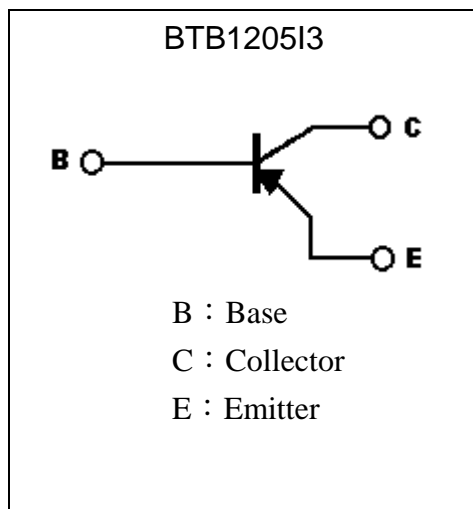 BTB1205I3
C
B
E
B：Base
C：Collector
E：Emitter